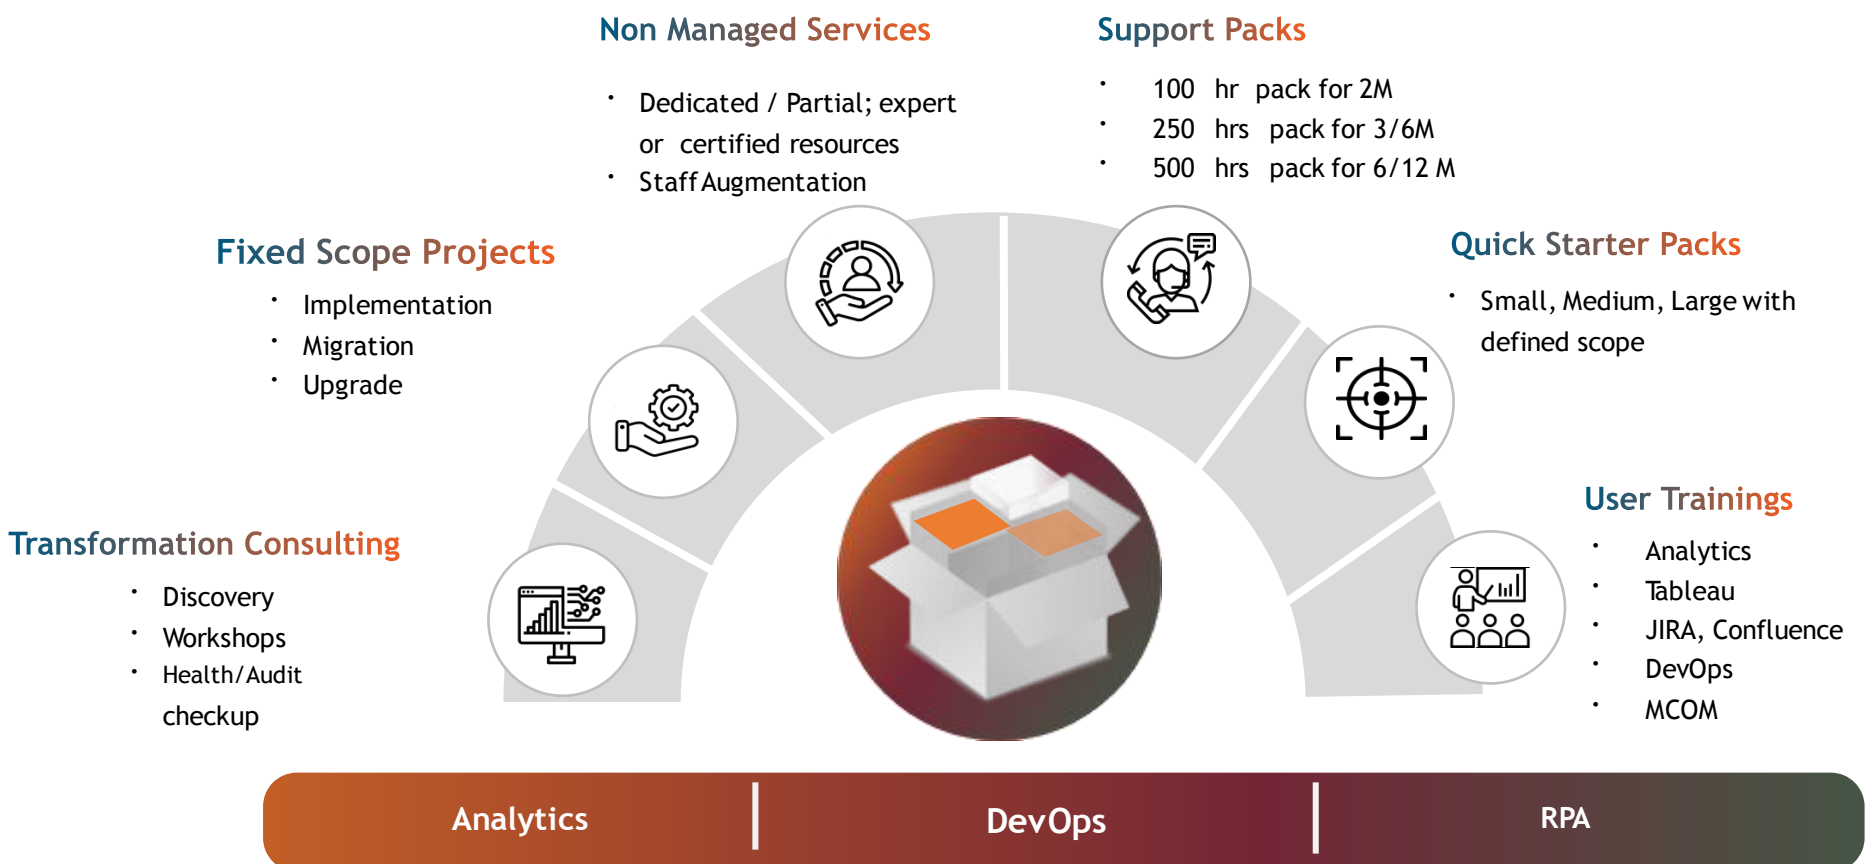 Non Managed Services
Dedicated / Partial; expert
or certified resources
Staff Augmentation
Support Packs
100 hr pack for 2M
250 hrs pack for 3/6M
500 hrs pack for 6/12 M
Fixed Scope Projects
Implementation
Migration
Upgrade
Quick Starter Packs
Small, Medium, Large with
defined scope
Transformation Consulting
Discovery
Workshops
Health/Audit
checkup
User Trainings
Analytics
Tableau
JIRA, Confluence
DevOps
MCOM
Analytics
DevOps
RPA